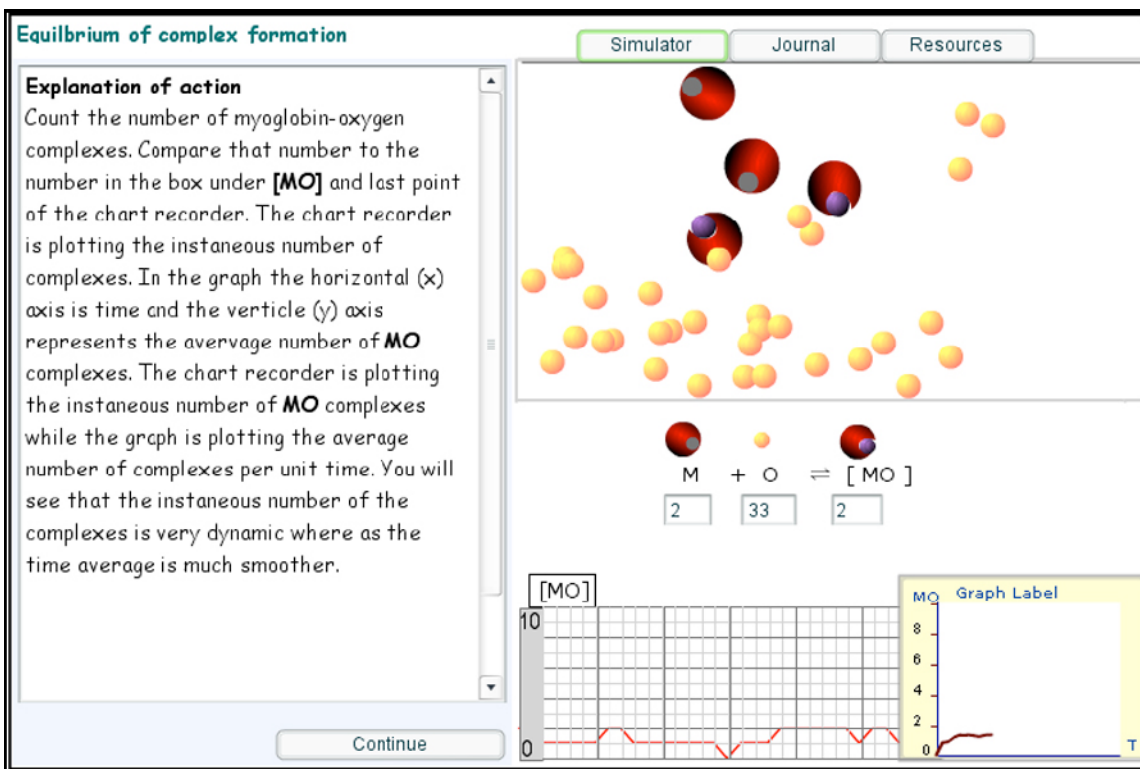 Equilbrium of complex formation
Simulator
Journal
Resources
Explanation of action
Count the number of myoglobin-oxygen
complexes. Compare that number to the
number in the box under [MO] and last point
of the chart recorder. The chart recorder
is plotting the instaneous number of
complexes. In the graph the horizontal (x)
axis is time and the verticle (y) axis
represents the avervage number of MO
complexes. The chart recorder is plotting
the instaneous number of MO complexes
while the graph is plotting the average
number of complexes per unit time. You will
see that the instaneous number of the
complexes is very dynamic where as the
time average is much smoother.
Continue
M + O ⇌ [ MO ]
2 33 2
[MO]
10
0
MO Graph Label
8
6
4
2
0
T